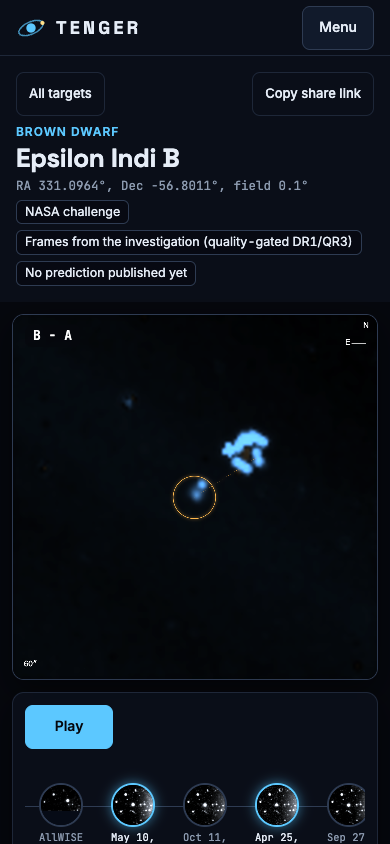 TENGER
Menu
All targets
Copy share link
BROWN DWARF
Epsilon Indi B
RA 331.0964°, Dec -56.8011°, field 0.1°
NASA challenge
Frames from the investigation (quality-gated DR1/QR3)
No prediction published yet
B - A
N
E
60″
Play
AllWISE
May 10,
Oct 11,
Apr 25,
Sep 27